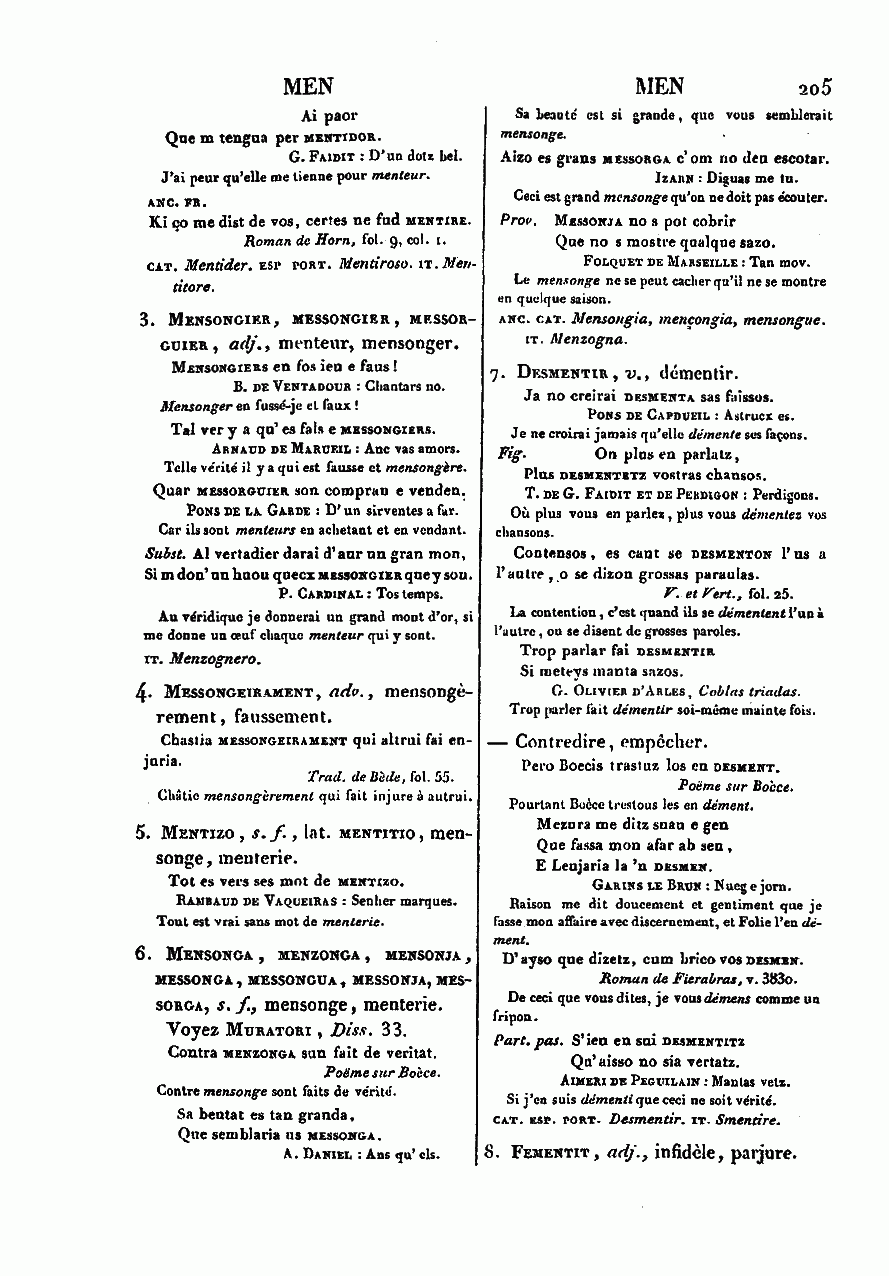 MEN
Ai paor
Que m tengua per MENTIDOR.
G. FAIDIT : D'un dotz bel.
J'ai peur qu'elle me tienne pour menteur.
ANC. FR.
Ki ço me dist de vos, certes ne fud MENTIRE.
Roman de Horn, fol. 9, col. 1.
CAT. Mentider. ESP PORT. Mentiroso. IT. Men-
titore.
3. MENSONGIER, MESSONGIER, MESSOR-
GUIER, adj., menteur, mensonger.
MENSONGIERS en fos ieu e faus!
B. DE VENTADOUR : Chantars no.
Mensonger en fussé-je et faux!
Tal ver y a qu'es fals e MESSONGIERS.
ARNAUD DE MARUEIL : Anc vas amors.
Telle vérité il y a qui est fausse et mensongère.
Quar MESSORGUIER son compran e venden.
PONS DE LA GARDE : D'un sirventes a far.
Car ils sont menteurs en achetant et en vendant.
Subst. Al vertadier darai d'aur un gran mon,
Si m don'un huou quecx MESSONGIER que y son.
P. CARDINAL : Tos temps.
Au véridique je donnerai un grand mont d'or, si
me donne un œuf chaque menteur qui y sont.
IT. Menzognero.
4. MESSONGEIRAMENT, adv., mensongè-
rement, faussement.
Chastia MESSONGEIRAMENT qui altrui fai en-
juria.
Trad. de Bède, fol. 55.
Châtie mensongèrement qui fait injure à autrui.
5. MENTIZO, s. f., lat. MENTITIO, men-
songe, menterie.
Tot es vers ses mot de MENTIZO.
RAMBAUD DE VAQUEIRAS : Senher marques.
Tout est vrai sans mot de menterie.
6. MENSONGA, MENZONGA, MENSONJA,
MESSONGA, MESSONGUA, MESSONJA, MES-
SORGA, s. f., mensonge, menterie.
Voyez MURATORI, Diss. 33.
Contra MENZONGA sun fait de veritat.
Poëme sur Boèce.
Contre mensonge sont faits de vérité.
Sa beutat es tan granda,
Que semblaria us MESSONGA.
A. DANIEL : Ans qu'els.
MEN
205
Sa beauté est si grande, que vous semblerait
mensonge.
Aizo es grans MESSORGA c'om no deu escotar.
IZARN : Diguas me tu.
Ceci est grand mensonge qu'on ne doit pas écouter.
Prov. MESSONJA no s pot cobrir
Que no s mostre qualque sazo.
FOLQUET DE MARSEILLE : Tan mov.
Le mensonge ne se peut cacher qu'il ne se montre
en quelque saison.
ANC. CAT. Mensongia, mençongia, mensongue.
IT. Menzogna.
7. DESMENTIR, v., démentir.
Ja no creirai DESMENTA sas faissos.
PONS DE CAPDUEIL : Astrucx es.
Je ne croirai jamais qu'elle démente ses façons.
Fig. On plus en parlatz,
Plus DESMENTETZ vostras chansos.
T. DE G. FAIDIT ET DE PERDIGON : Perdigons.
Où plus vous en parlez, plus vous démentez vos
chansons.
Contensos, es cant se DESMENTON l'us a
l'autre, o se dizon grossas paraulas.
V. et Vert., fol. 25.
La contention, c'est quand ils se démentent l'un à
l'autre, ou se disent de grosses paroles.
Trop parlar fai DESMENTIR
Si meteys manta sazos.
G. OLIVIER D'ARLES, Coblas triadas.
Trop parler fait démentir soi-même mainte fois.
— Contredire, empêcher.
Pero Boecis trastuz los en DESMENT.
Poëme sur Boèce.
Pourtant Boèce trestous les en dément.
Mezura me ditz suau e gen
Que fassa mon afar ab sen,
E Leujaria la 'n DESMEN.
GARINS LE BRUN : Nueg e jorn.
Raison me dit doucement et gentiment que je
fasse mon affaire avec discernement, et Folie l'en dé-
ment.
D'ayso que dizetz, cum brico vos DESMEN.
Roman de Fierabras, v. 3830.
De ceci que vous dites, je vous démens comme un
fripon.
Part. pas. S'ieu en sui DESMENTITZ
Qu'aisso no sia vertatz.
AIMERI DE PEGUILAIN : Mantas vetz.
Si j'en suis démenti que ceci ne soit vérité.
CAT. ESP. PORT. Desmentir. IT. Smentire.
8. FEMENTIT, adj., infidèle, parjure.